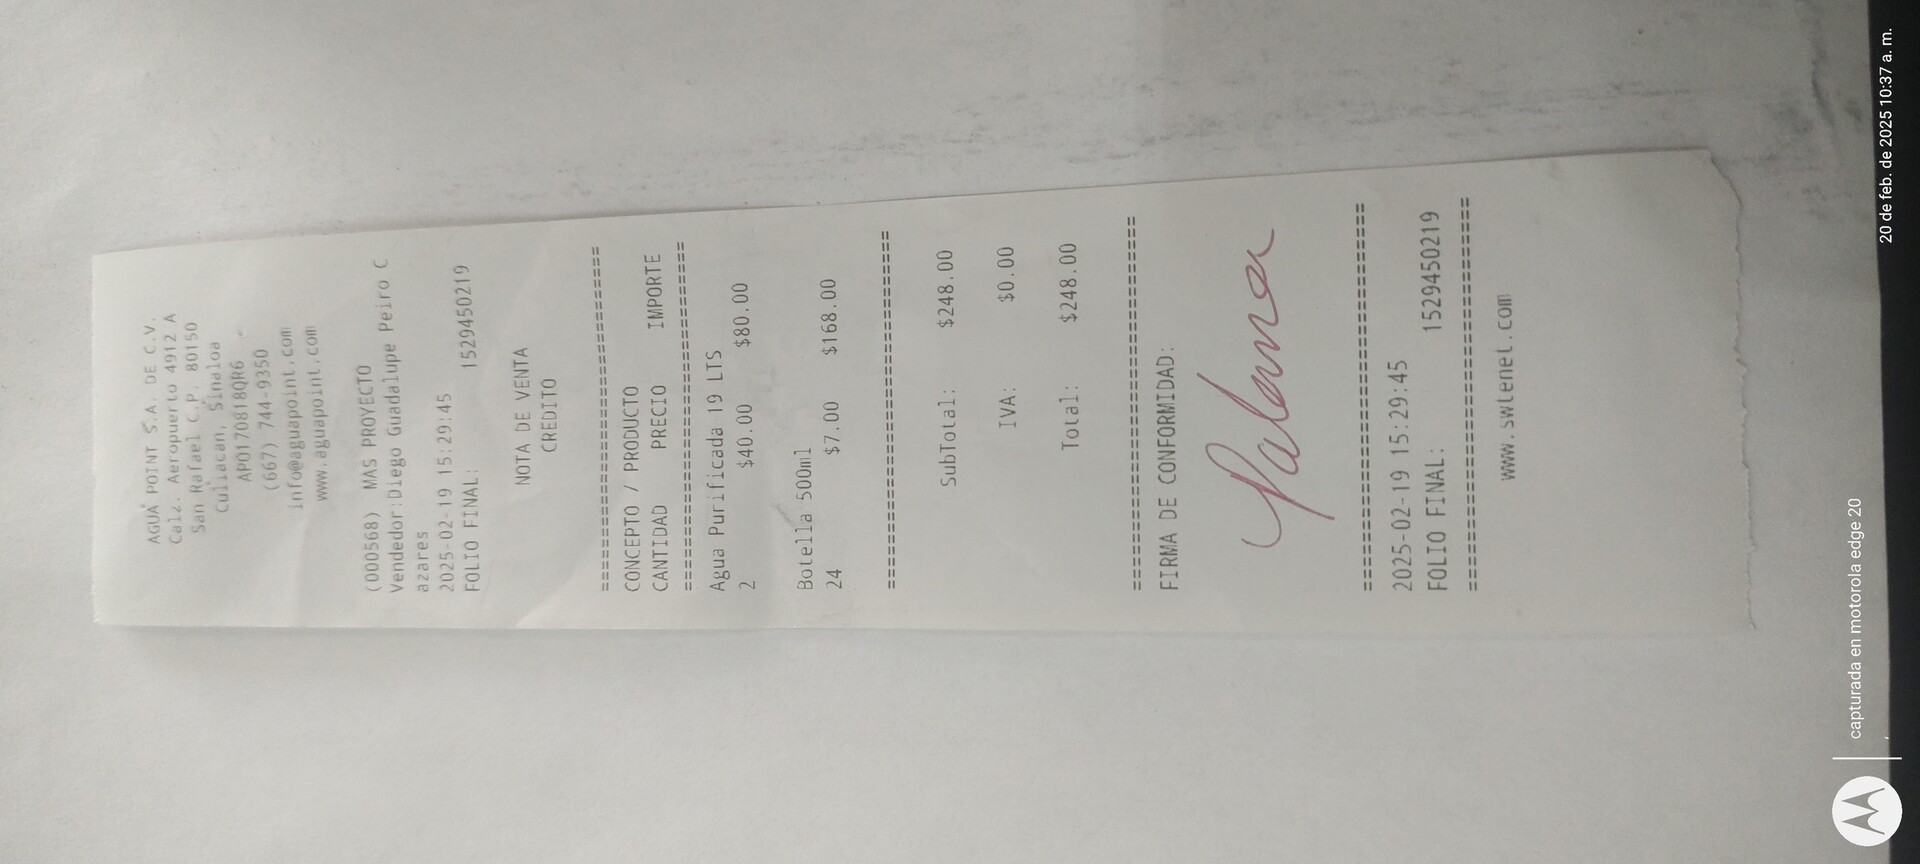 AGUA POINT S.A. DE C.V.
Calz. Aeropuerto 4912 A
San Rafael C.P. 80150
Culiacan, Sinaloa
APO170818QR6
(667) 744-9350
info@aguapoint.com
www.aguapoint.com
(000568) MAS PROYECTO
Vendedor:Diego Guadalupe Peiro C
azares
2025-02-19 15:29:45
FOLIO FINAL: 1529450219
NOTA DE VENTA
CREDITO
================================
CONCEPTO / PRODUCTO
CANTIDAD PRECIO IMPORTE
================================
Agua Purificada 19 LTS
2 $40.00 $80.00
Botella 500ml
24 $7.00 $168.00
================================
SubTotal: $248.00
IVA: $0.00
Total: $248.00
================================
FIRMA DE CONFORMIDAD:
Paloma
================================
2025-02-19 15:29:45
FOLIO FINAL: 1529450219
================================
www.swtenet.com
capturada en motorola edge 20
20 de feb. de 2025 10:37 a. m.